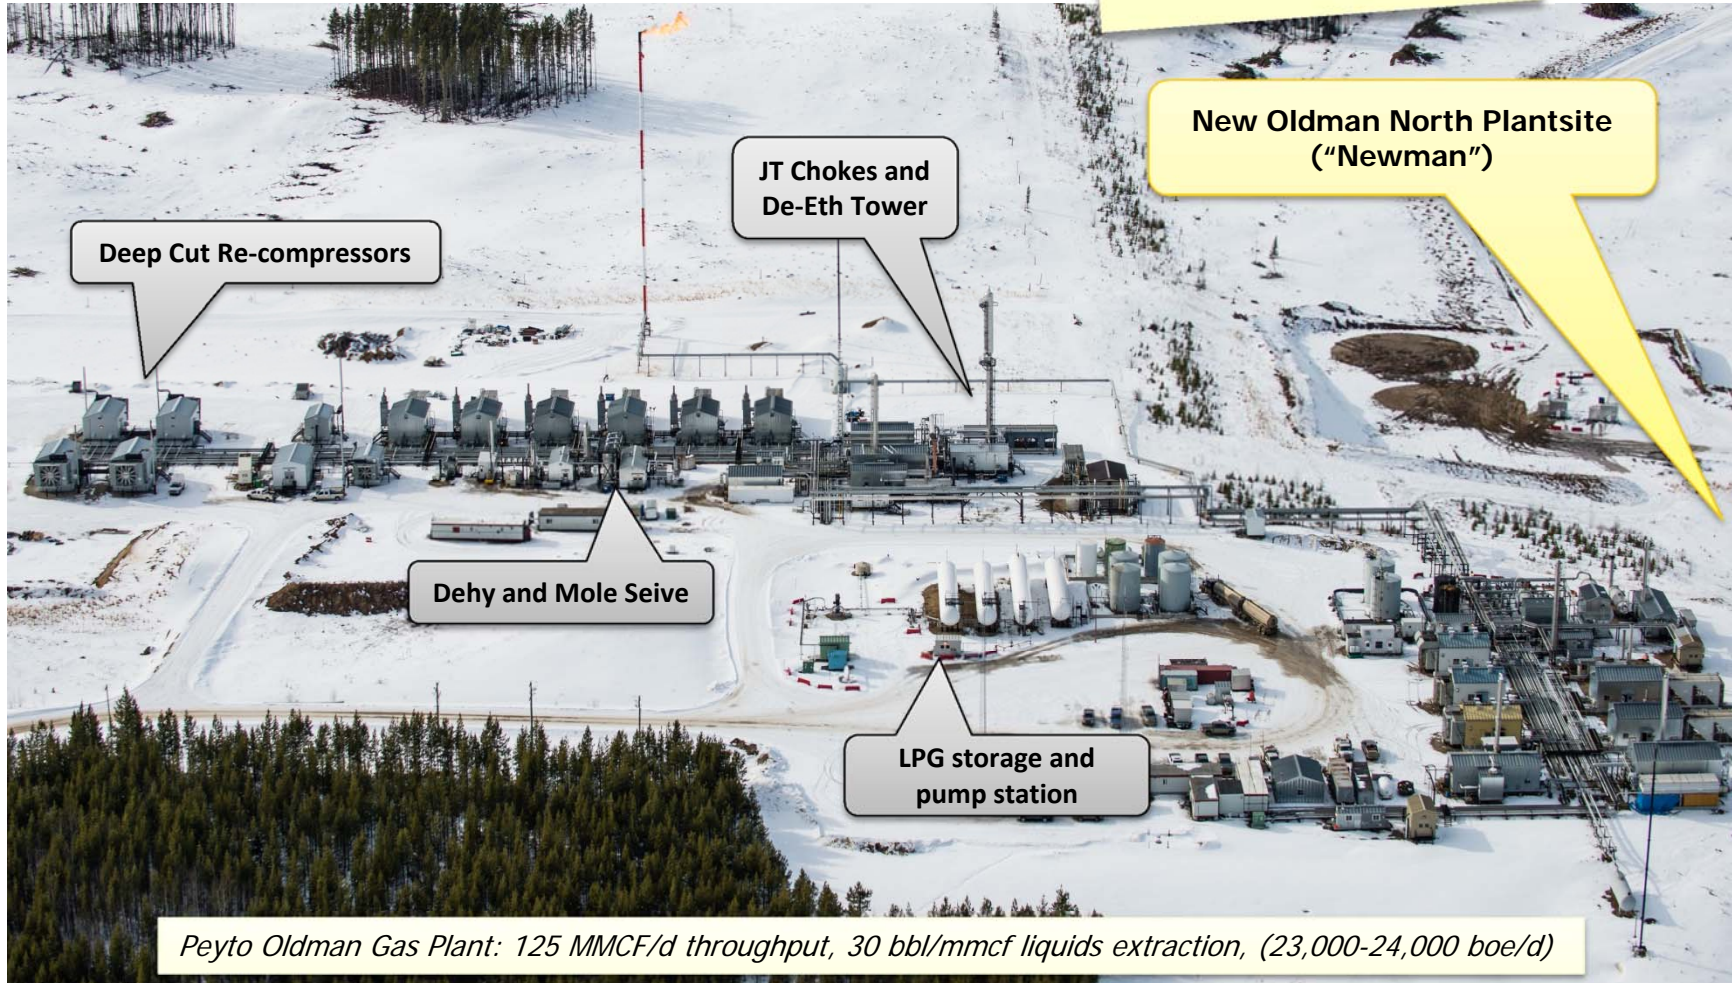 New Oldman North Plantsite
(“Newman”)
JT Chokes and
De-Eth Tower
Deep Cut Re-compressors
Dehy and Mole Seive
LPG storage and
pump station
Peyto Oldman Gas Plant: 125 MMCF/d throughput, 30 bbl/mmcf liquids extraction, (23,000-24,000 boe/d)